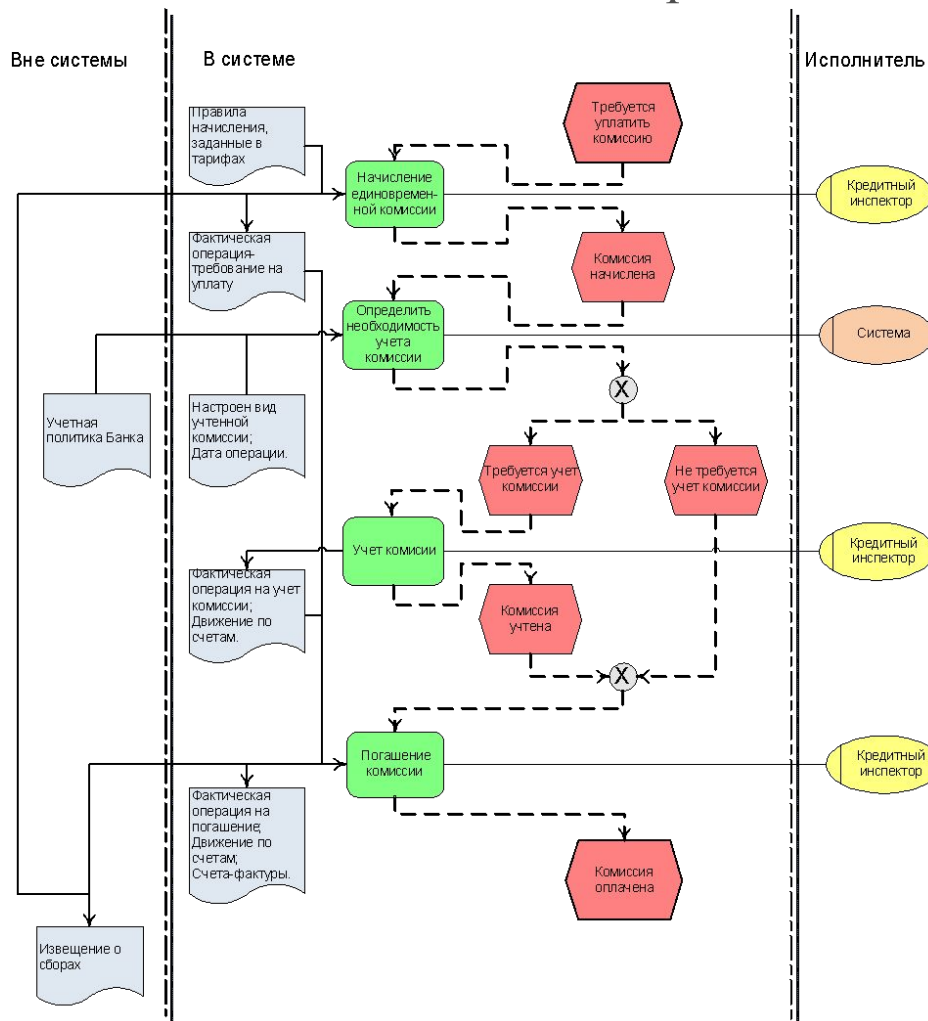 Вне системы
В системе
Исполнитель
Правила
начисления,
заданные в
тарифах
Требуется
уплатить
комиссию
Начисление
единовремен-
ной комиссии
Кредитный
инспектор
Фактическая
операция-
требование на
уплату
Комиссия
начислена
Определить
необходимость
учета
комиссии
Система
X
Учетная
политика Банка
Настроен вид
учтенной
комиссии;
Дата операции.
Требуется учет
комиссии
Не требуется
учет комиссии
Учет комисии
Кредитный
инспектор
Фактическая
операция на учет
комиссии;
Движение по
счетам.
Комиссия
учтена
X
Погашение
комиссии
Кредитный
инспектор
Фактическая
операция на
погашение;
Движение по
счетам;
Счета-фактуры.
Комиссия
оплачена
Извещение о
сборах